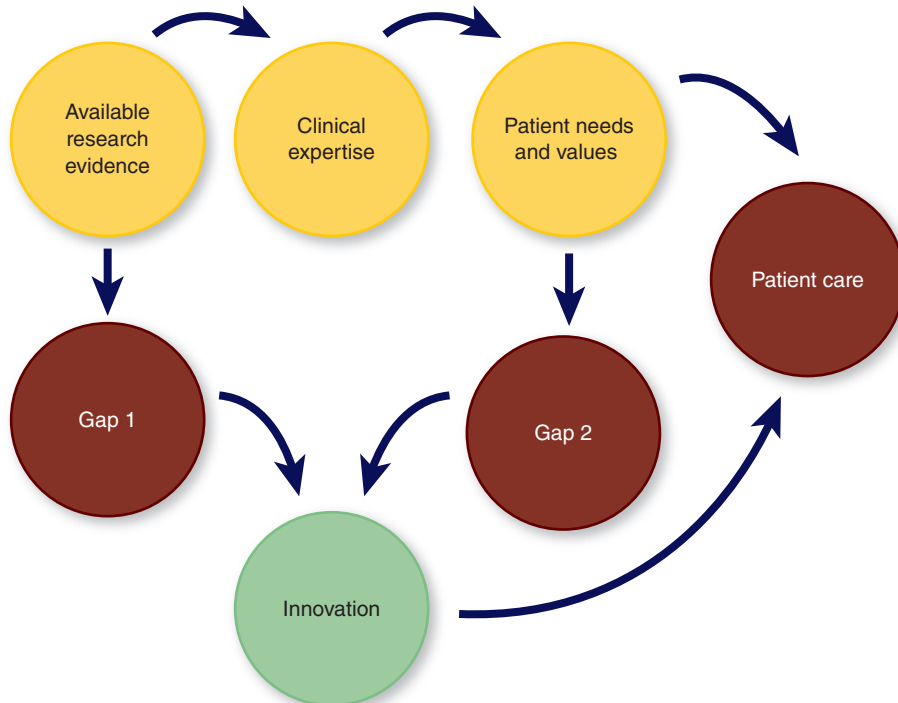 Available
research
evidence
Clinical
expertise
Patient needs
and values
Patient care
Gap 1
Gap 2
Innovation